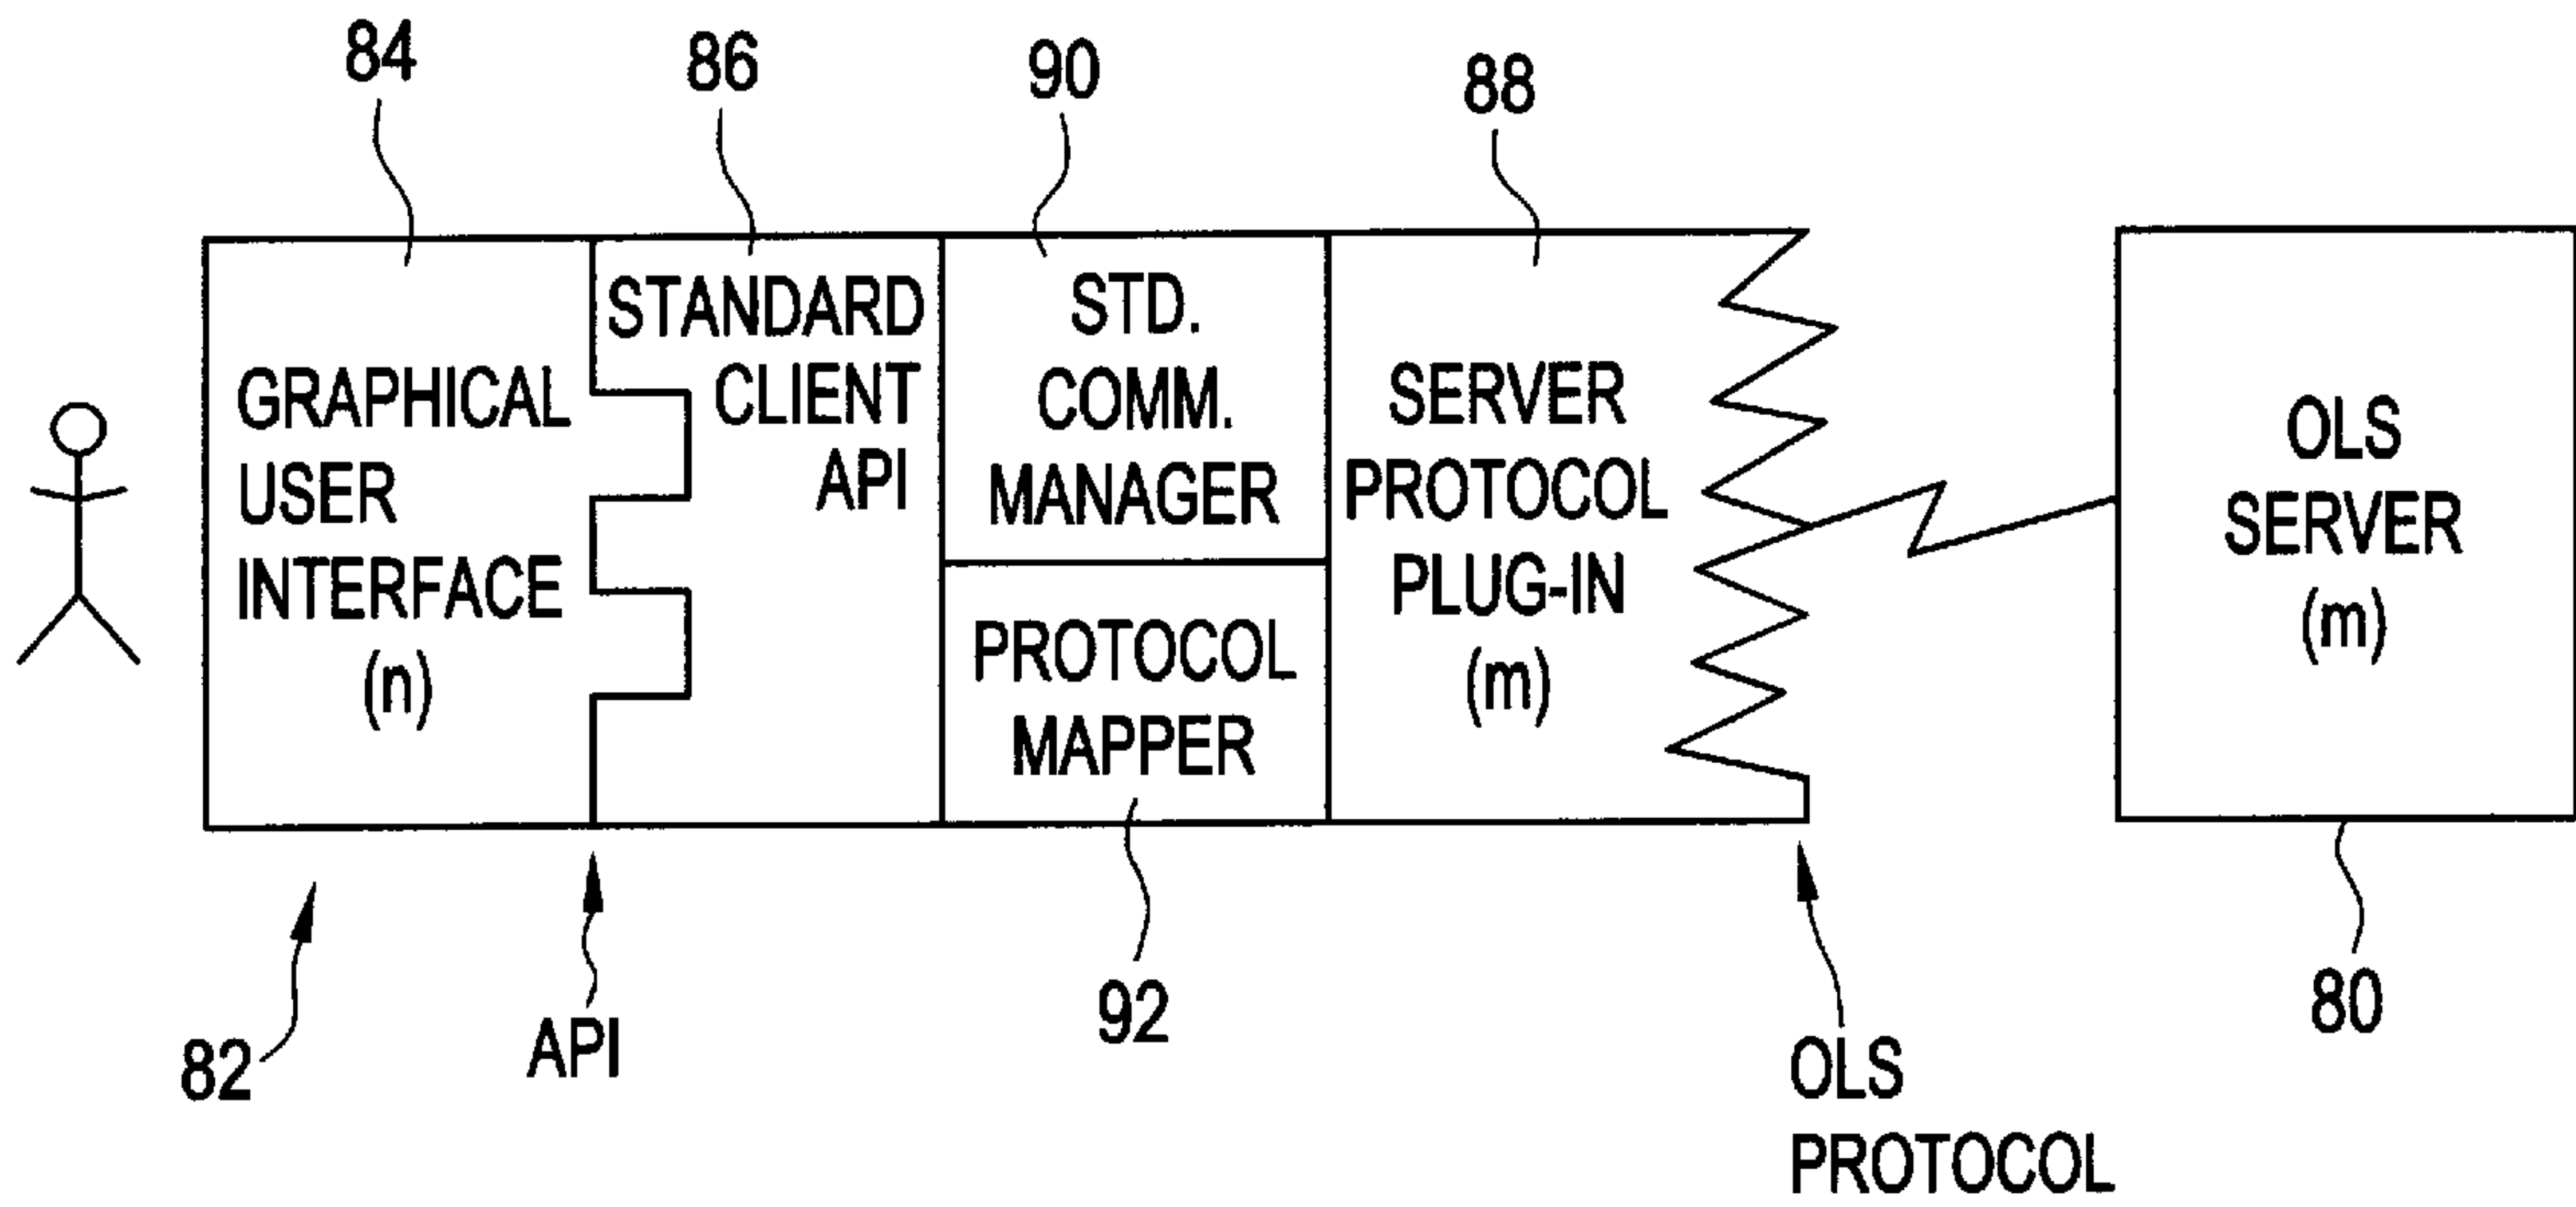 84
86
90
88
GRAPHICAL
USER
INTERFACE
(n)
STANDARD
CLIENT
API
STD.
COMM.
MANAGER
PROTOCOL
MAPPER
SERVER
PROTOCOL
PLUG-IN
(m)
OLS
SERVER
(m)
82
API
92
OLS
PROTOCOL
80